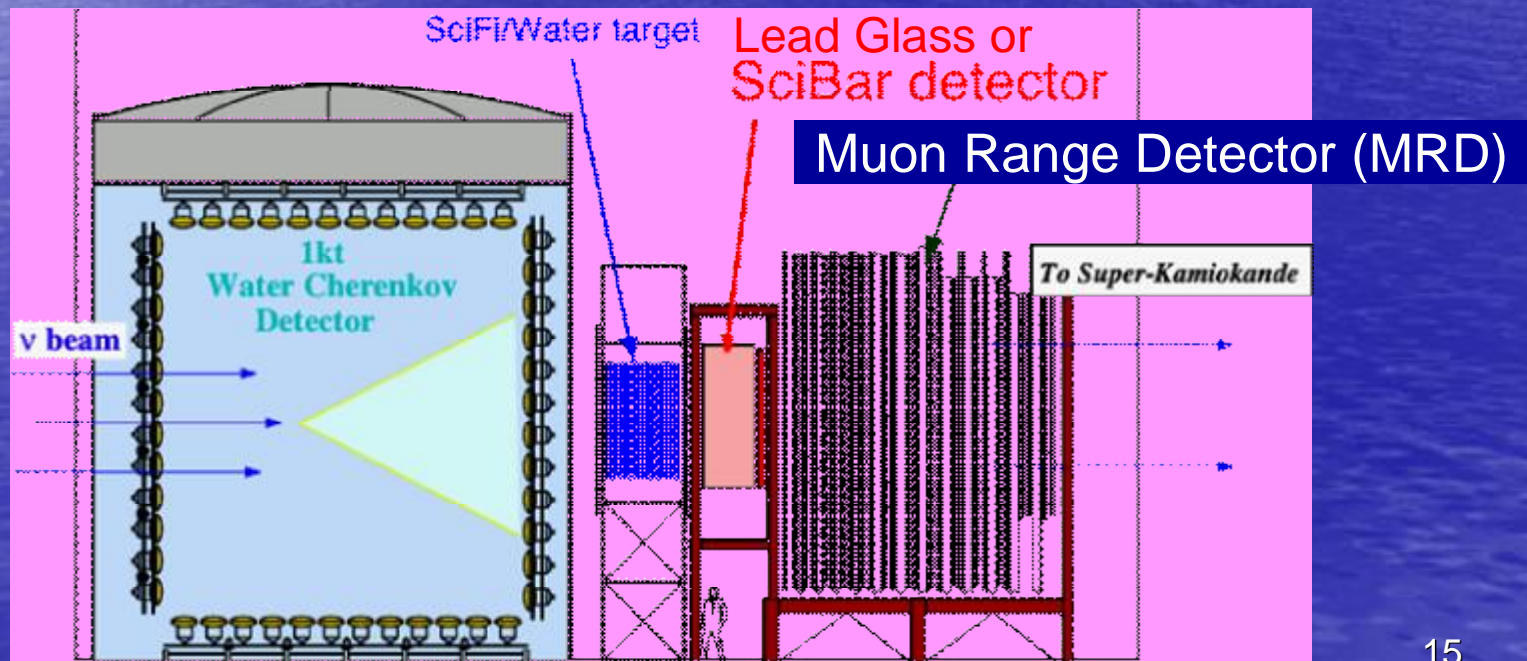 SciFi/Water target
Lead Glass or
SciBar detector
Muon Range Detector (MRD)
1kt
Water Cherenkov
Detector
To Super-Kamiokande
ν beam
15